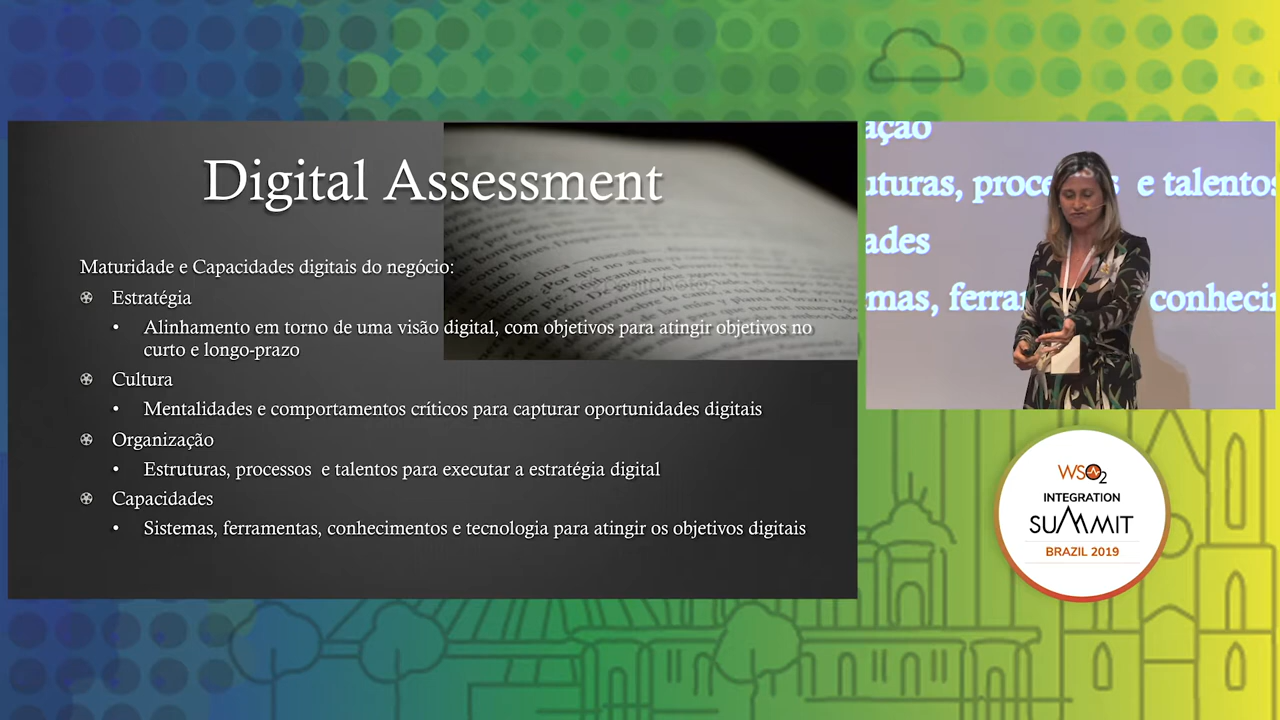 Digital Assessment
Maturidade e Capacidades digitais do negócio:
Estratégia
Alinhamento em torno de uma visão digital, com objetivos para atingir objetivos no
curto e longo-prazo
Cultura
Mentalidades e comportamentos críticos para capturar oportunidades digitais
Organização
Estruturas, processos e talentos para executar a estratégia digital
Capacidades
Sistemas, ferramentas, conhecimentos e tecnologia para atingir os objetivos digitais
ação
uturas, proce s e talentos
ades
mas, ferra conheci
WSO2
INTEGRATION
SUMMIT
BRAZIL 2019